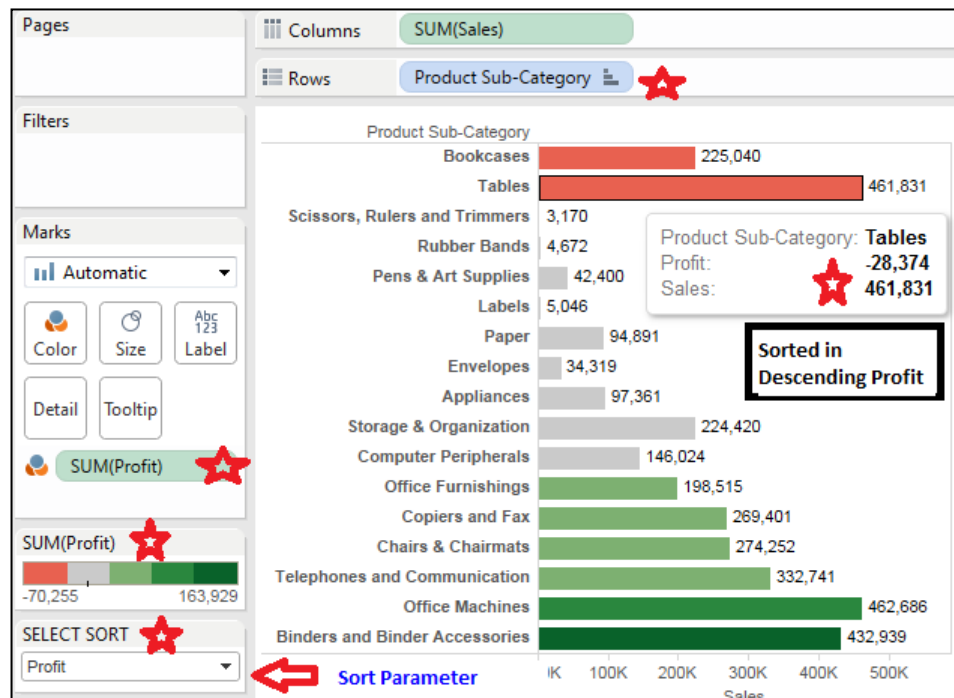 Pages
Columns
SUM(Sales)
Rows
Product Sub-Category
Filters
Marks
Automatic
Color
Size
Abc
123
Label
Detail
Tooltip
SUM(Profit)
SUM(Profit)
-70,255 163,929
SELECT SORT
Profit
Sort Parameter
Product Sub-Category
Bookcases 225,040
Tables 461,831
Scissors, Rulers and Trimmers 3,170
Rubber Bands 4,672
Pens & Art Supplies 42,400
Labels 5,046
Paper 94,891
Envelopes 34,319
Appliances 97,361
Storage & Organization 224,420
Computer Peripherals 146,024
Office Furnishings 198,515
Copiers and Fax 269,401
Chairs & Chairmats 274,252
Telephones and Communication 332,741
Office Machines 462,686
Binders and Binder Accessories 432,939
Product Sub-Category: Tables
Profit: -28,374
Sales: 461,831
Sorted in
Descending Profit
100K 200K 300K 400K 500K
Sales